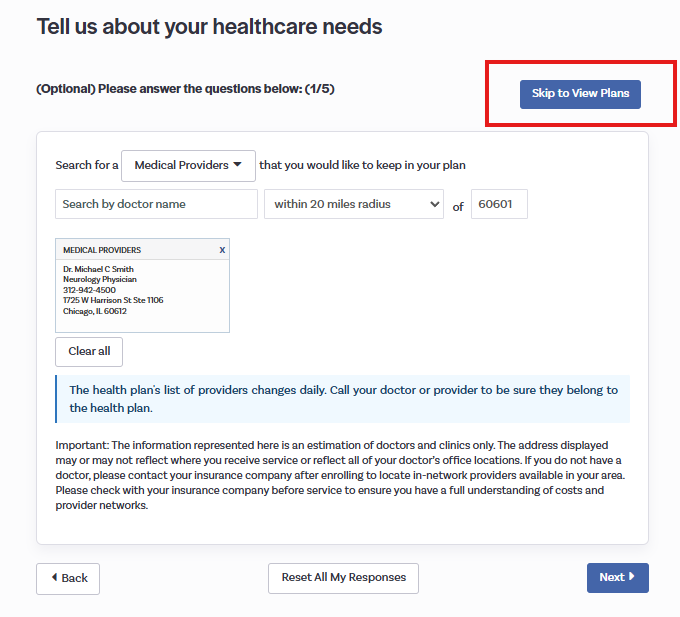 Tell us about your healthcare needs
(Optional) Please answer the questions below: (1/5)
Skip to View Plans
Search for a Medical Providers that you would like to keep in your plan
Search by doctor name within 20 miles radius of 60601
MEDICAL PROVIDERS x
Dr. Michael C Smith
Neurology Physician
312-942-4500
1725 W Harrison St Ste 1106
Chicago, IL 60612
Clear all
The health plan's list of providers changes daily. Call your doctor or provider to be sure they belong to
the health plan.
Important: The information represented here is an estimation of doctors and clinics only. The address displayed
may or may not reflect where you receive service or reflect all of your doctor's office locations. If you do not have a
doctor, please contact your insurance company after enrolling to locate in-network providers available in your area.
Please check with your insurance company before service to ensure you have a full understanding of costs and
provider networks.
Back Reset All My Responses Next